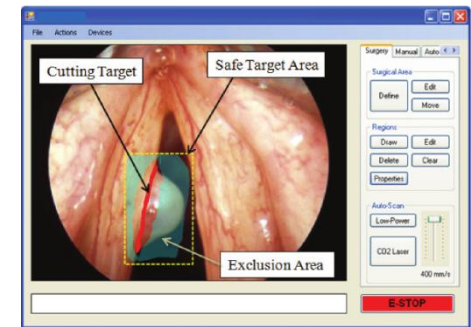 File Actions Devices
Cutting Target
Safe Target Area
Exclusion Area
Surgery Manual Auto
Surgical Area
Define
Edit
Move
Regions
Draw Edit
Delete Clear
Properties
Auto-Scan
Low-Power
CO2 Laser
400 mm/s
E-STOP